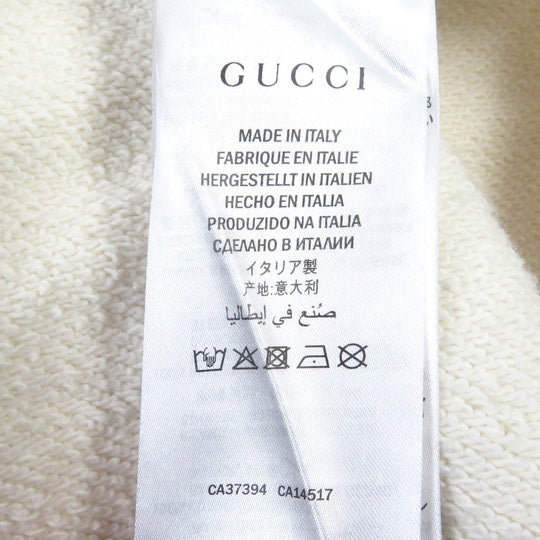 GUCCI
MADE IN ITALY
FABRIQUE EN ITALIE
HERGESTELLT IN ITALIEN
HECHO EN ITALIA
PRODUZIDO NA ITALIA
СДЕЛАНО В ИТАЛИИ
イタリア製
产地:意大利
صُنع في إيطاليا
CA37394 CA14517